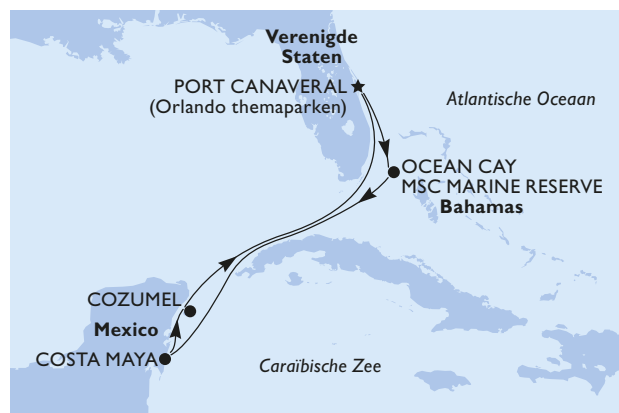 Verenigde
Staten
PORT CANAVERAL
(Orlando themaparken)
Atlantische Oceaan
OCEAN CAY
MSC MARINE RESERVE
Bahamas
COZUMEL
Mexico
COSTA MAYA
Caraïbische Zee